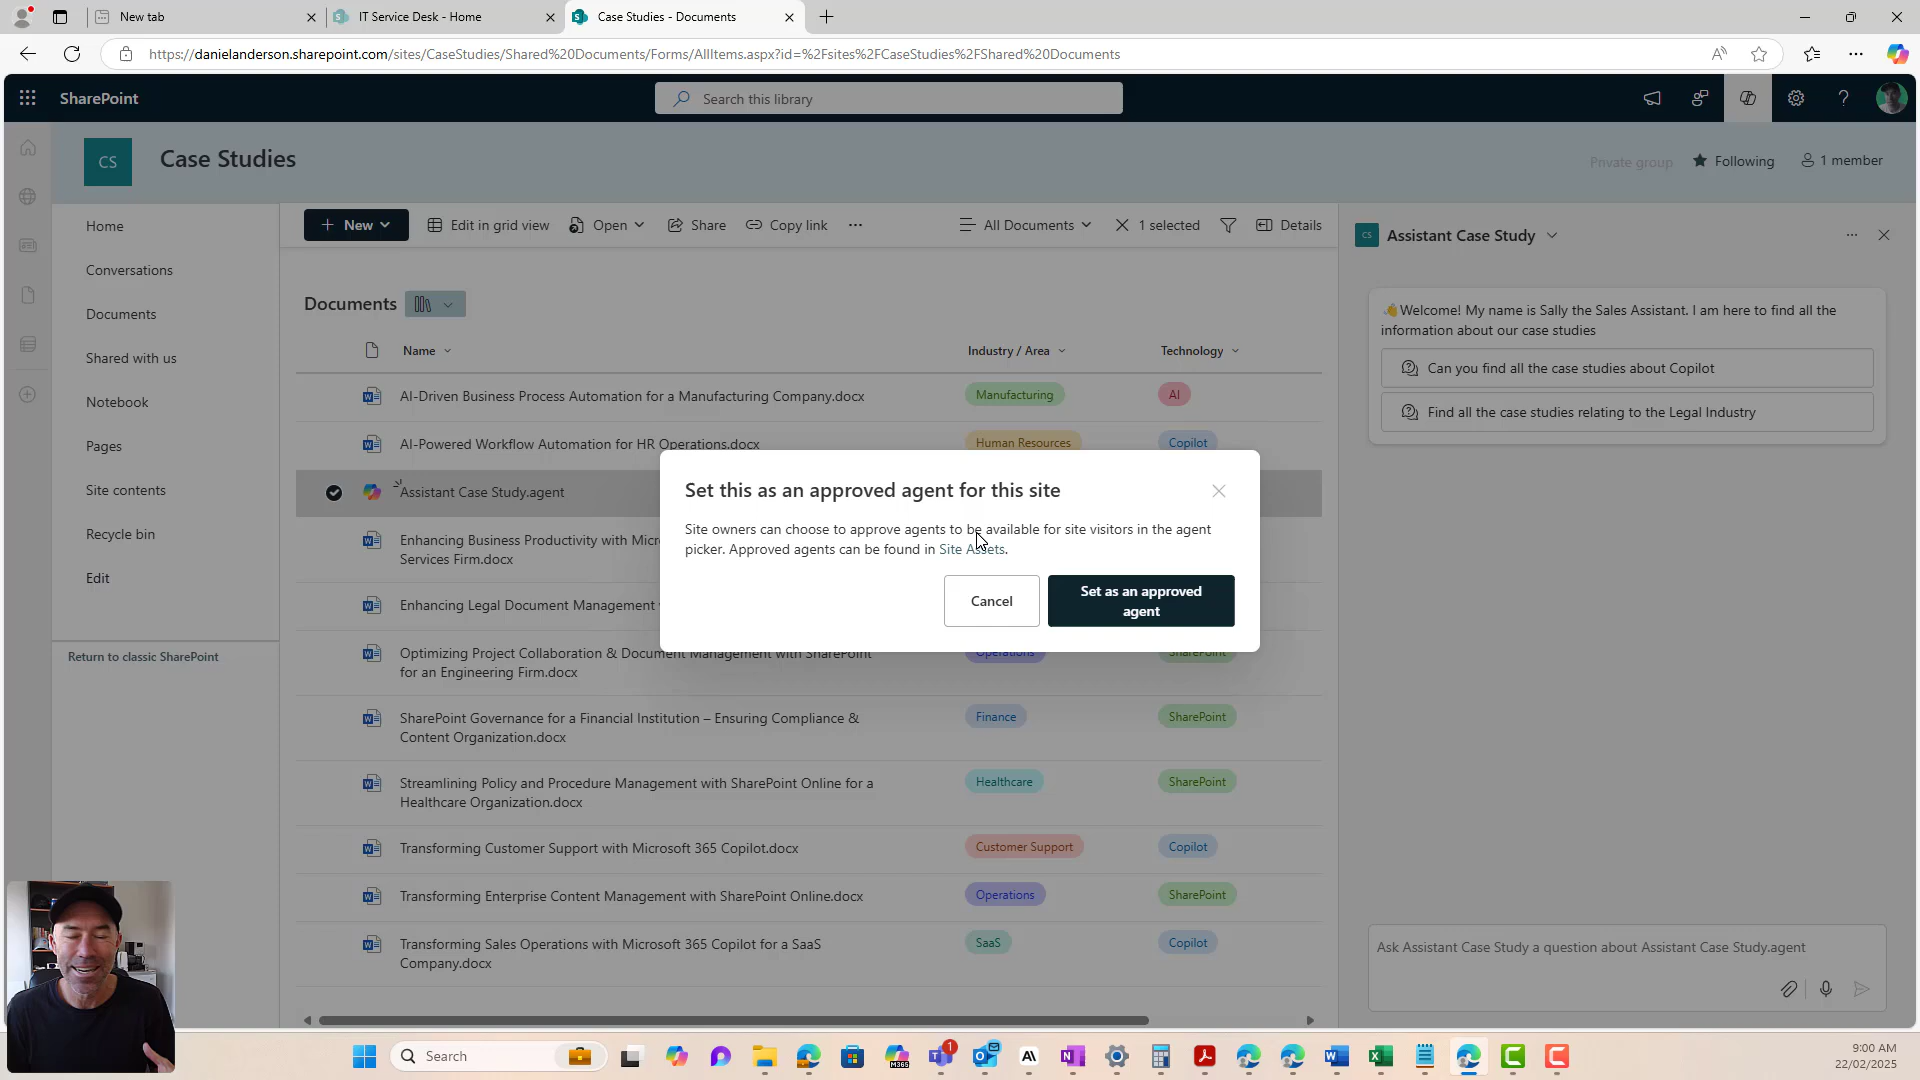 New tab
IT Service Desk - Home
Case Studies - Documents
https://danielanderson.sharepoint.com/sites/CaseStudies/Shared%20Documents/Forms/AllItems.aspx?id=%2Fsites%2FCaseStudies%2FShared%20Documents
SharePoint
Search this library
CS
Case Studies
Private group
Following
1 member
Home
Conversations
Documents
Shared with us
Notebook
Pages
Site contents
Recycle bin
Edit
Return to classic SharePoint
New
Edit in grid view
Open
Share
Copy link
All Documents
1 selected
Details
Documents
Name
Industry / Area
Technology
AI-Driven Business Process Automation for a Manufacturing Company.docx
Manufacturing
AI
AI-Powered Workflow Automation for HR Operations.docx
Human Resources
Copilot
Assistant Case Study.agent
Enhancing Business Productivity with Micr
Services Firm.docx
Enhancing Legal Document Management
Optimizing Project Collaboration & Document Management with SharePoint
for an Engineering Firm.docx
Operations
SharePoint
SharePoint Governance for a Financial Institution – Ensuring Compliance &
Content Organization.docx
Finance
SharePoint
Streamlining Policy and Procedure Management with SharePoint Online for a
Healthcare Organization.docx
Healthcare
SharePoint
Transforming Customer Support with Microsoft 365 Copilot.docx
Customer Support
Copilot
Transforming Enterprise Content Management with SharePoint Online.docx
Operations
SharePoint
Transforming Sales Operations with Microsoft 365 Copilot for a SaaS
Company.docx
SaaS
Copilot
Set this as an approved agent for this site
Site owners can choose to approve agents to be available for site visitors in the agent
picker. Approved agents can be found in Site Assets.
Cancel
Set as an approved
agent
CS
Assistant Case Study
👋Welcome! My name is Sally the Sales Assistant. I am here to find all the
information about our case studies
Can you find all the case studies about Copilot
Find all the case studies relating to the Legal Industry
Ask Assistant Case Study a question about Assistant Case Study.agent
Search
M365
1
9:00 AM
22/02/2025